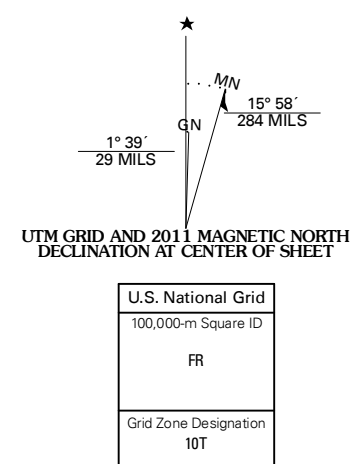 MN
GN
15° 58´
284 MILS
1° 39´
29 MILS
UTM GRID AND 2011 MAGNETIC NORTH
DECLINATION AT CENTER OF SHEET
U.S. National Grid
100,000-m Square ID
FR
Grid Zone Designation
10T